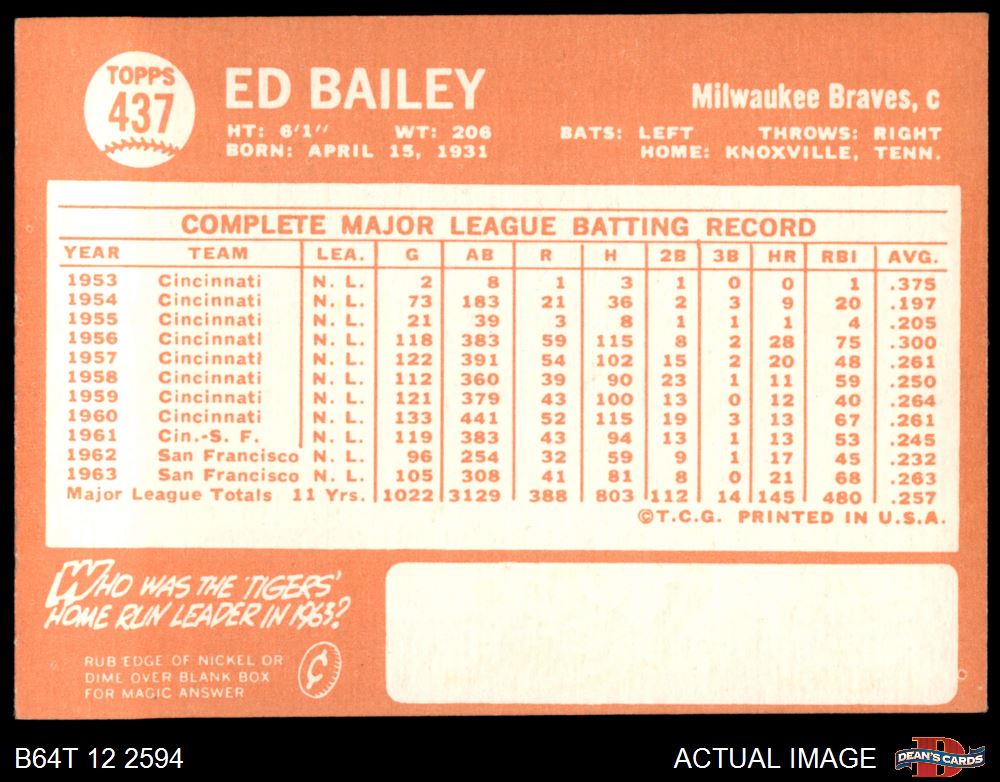 TOPPS
437
ED BAILEY
Milwaukee Braves, c
HT: 6'1" WT: 206 BATS: LEFT THROWS: RIGHT
BORN: APRIL 15, 1931 HOME: KNOXVILLE, TENN.
COMPLETE MAJOR LEAGUE BATTING RECORD
YEAR TEAM LEA. G AB R H 2B 3B HR RBI AVG.
1953 Cincinnati N. L. 2 8 1 3 1 0 0 1 .375
1954 Cincinnati N. L. 73 183 21 36 2 3 9 20 .197
1955 Cincinnati N. L. 21 39 3 8 1 1 1 4 .205
1956 Cincinnati N. L. 118 383 59 115 8 2 28 75 .300
1957 Cincinnati N. L. 122 391 54 102 15 2 20 48 .261
1958 Cincinnati N. L. 112 360 39 90 23 1 11 59 .250
1959 Cincinnati N. L. 121 379 43 100 13 0 12 40 .264
1960 Cincinnati N. L. 133 441 52 115 19 3 13 67 .261
1961 Cin.-S. F. N. L. 119 383 43 94 13 1 13 53 .245
1962 San Francisco N. L. 96 254 32 59 9 1 17 45 .232
1963 San Francisco N. L. 105 308 41 81 8 0 21 68 .263
Major League Totals 11 Yrs. 1022 3129 388 803 112 14 145 480 .257
©T.C.G. PRINTED IN U.S.A.
WHO WAS THE 'TIGERS'
HOME RUN LEADER IN 1963?
RUB EDGE OF NICKEL OR
DIME OVER BLANK BOX
FOR MAGIC ANSWER
¢
B64T 12 2594
ACTUAL IMAGE
D
DEAN'S CARDS